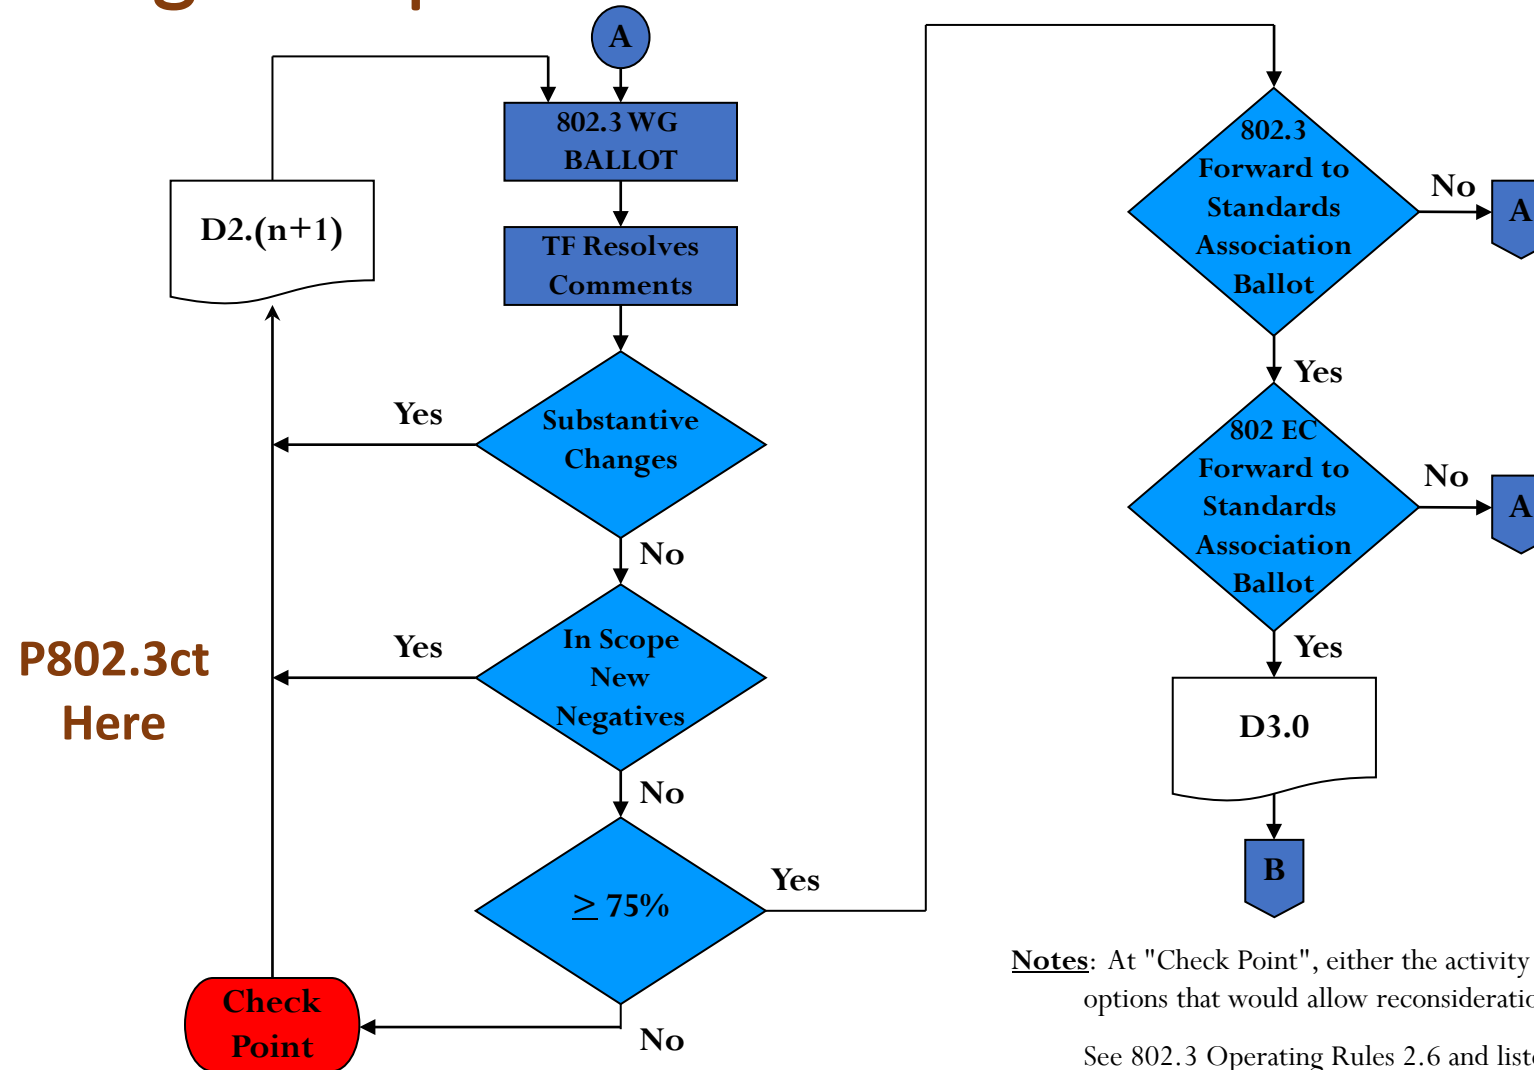 A
802.3 WG
BALLOT
D2.(n+1)
TF Resolves
Comments
Yes
Substantive
Changes
No
P802.3ct
Here
Yes
In Scope
New
Negatives
No
≥ 75%
Yes
No
Check
Point
802.3
Forward to
Standards
Association
Ballot
No
A
Yes
802 EC
Forward to
Standards
Association
Ballot
No
A
Yes
D3.0
B
Notes: At "Check Point", either the activity
options that would allow
See 802.3 Operating Rules 2.6 and